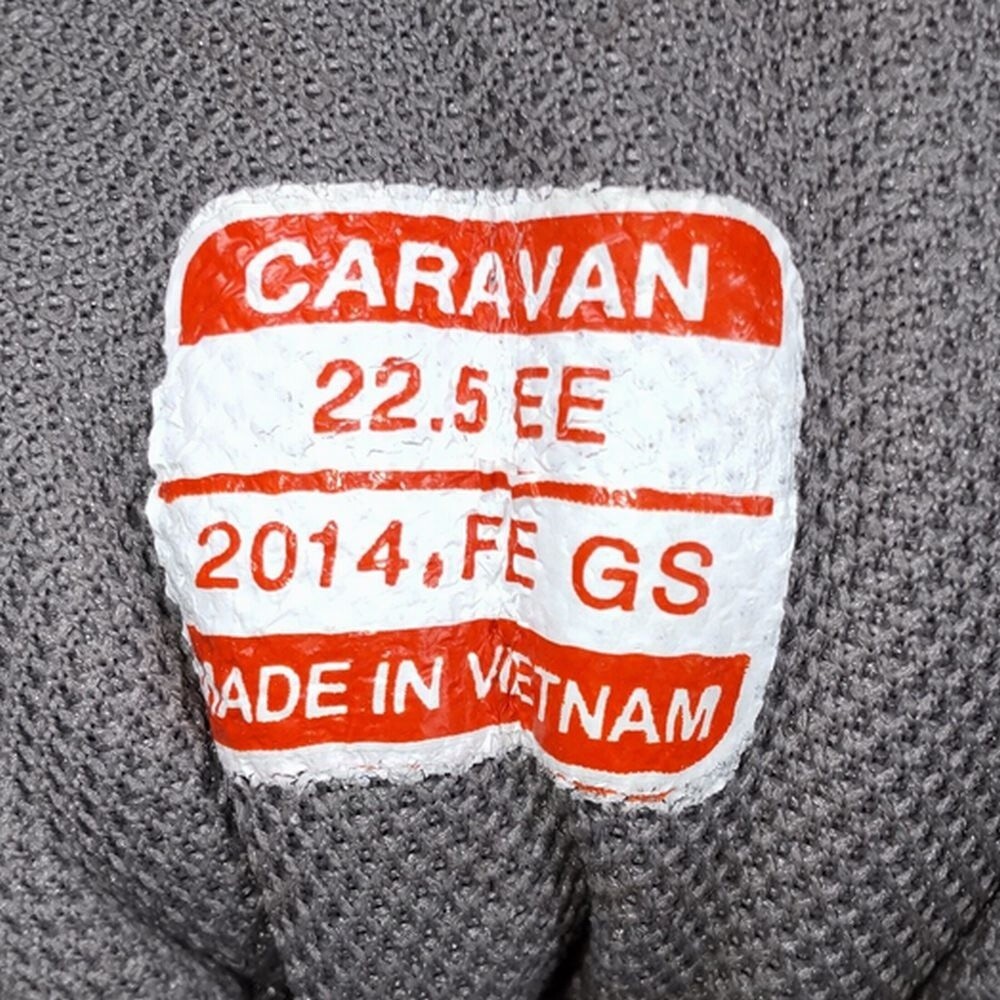 CARAVAN
22.5 EE
2014. FE GS
MADE IN VIETNAM